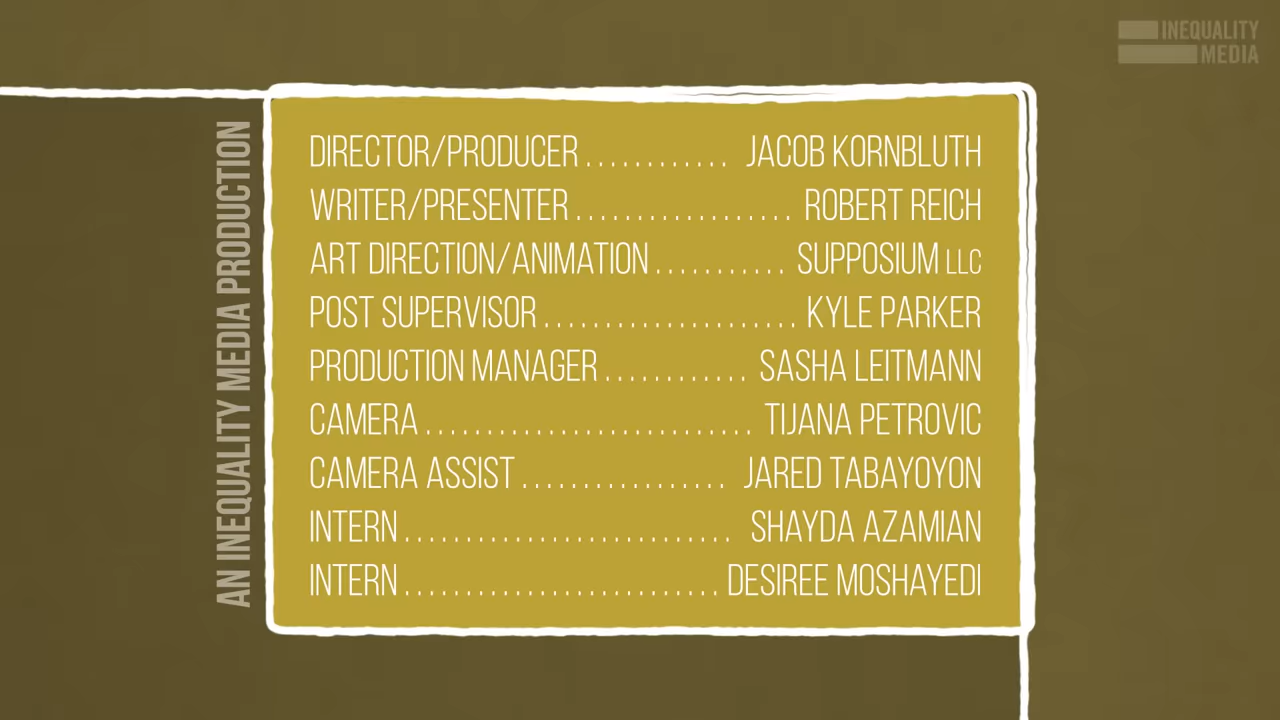 INEQUALITY
MEDIA
AN INEQUALITY MEDIA PRODUCTION
DIRECTOR/PRODUCER ............ JACOB KORNBLUTH
WRITER/PRESENTER .................. ROBERT REICH
ART DIRECTION/ANIMATION ........... SUPPOSIUM LLC
POST SUPERVISOR ..................... KYLE PARKER
PRODUCTION MANAGER ............ SASHA LEITMANN
CAMERA ........................... TIJANA PETROVIC
CAMERA ASSIST ................. JARED TABAYOYON
INTERN ........................... SHAYDA AZAMIAN
INTERN .......................... DESIREE MOSHAYEDI